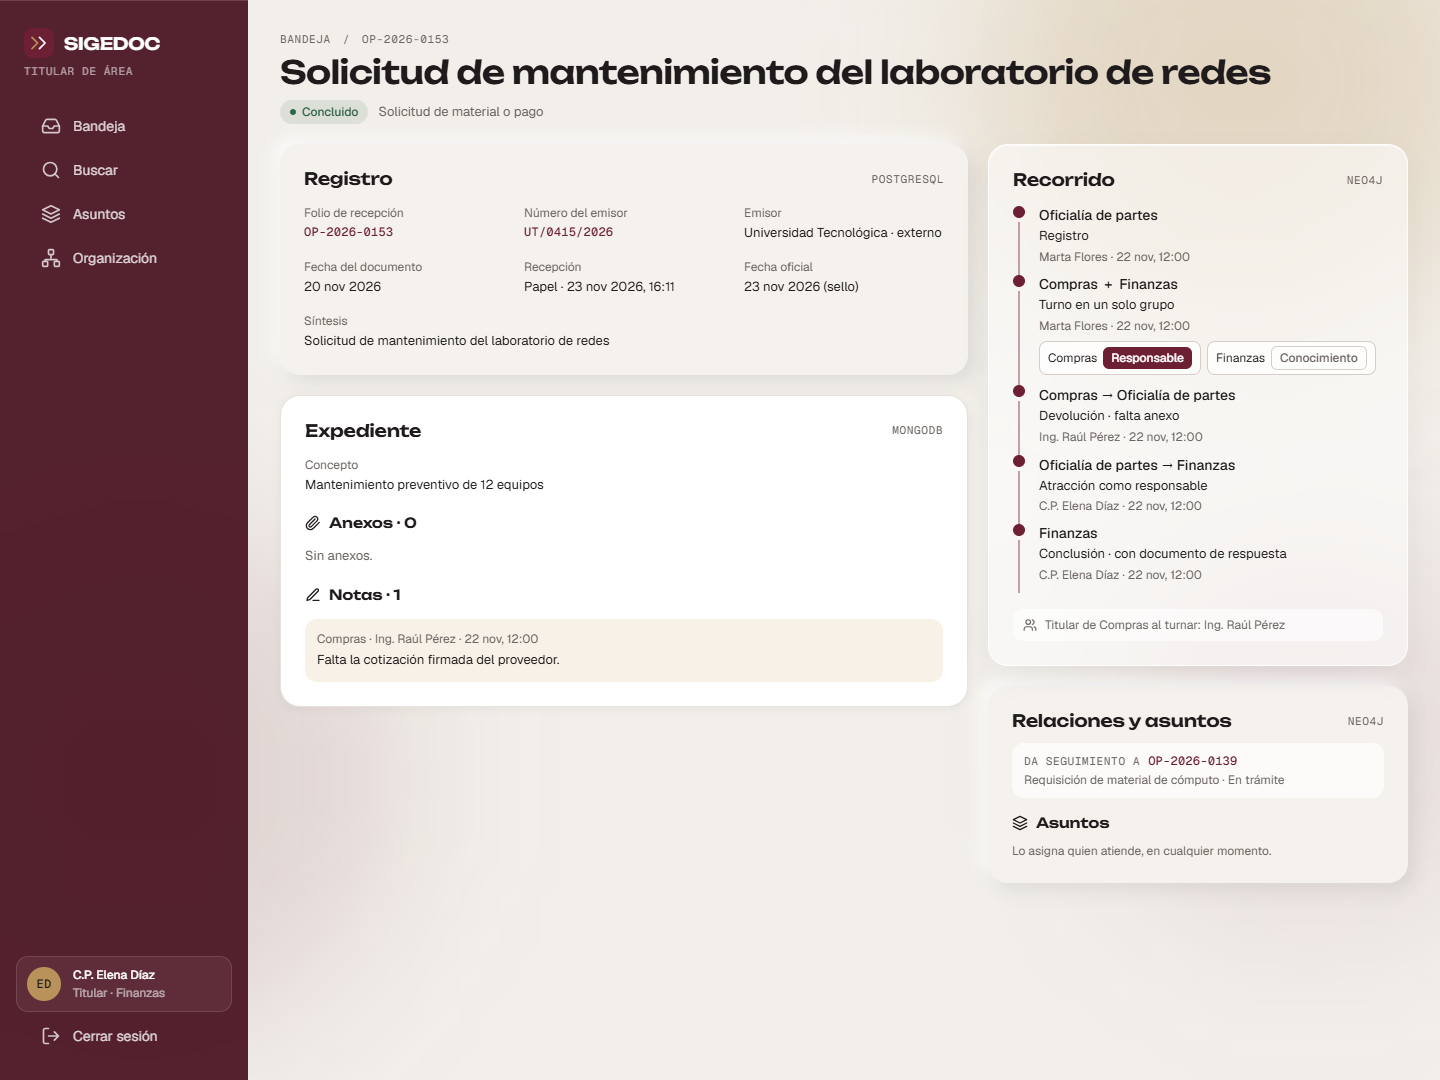 SIGEDOC
TITULAR DE ÁREA
Bandeja
Buscar
Asuntos
Organización
C.P. Elena Díaz
ED
Titular · Finanzas
Cerrar sesión
BANDEJA / OP-2026-0153
Solicitud de mantenimiento del laboratorio de redes
Concluido Solicitud de material o pago
Registro POSTGRESQL
Folio de recepción Número del emisor Emisor
OP-2026-0153 UT/0415/2026 Universidad Tecnológica · externo
Fecha del documento Recepción Fecha oficial
20 nov 2026 Papel · 23 nov 2026, 16:11 23 nov 2026 (sello)
Síntesis
Solicitud de mantenimiento del laboratorio de redes
Expediente MONGODB
Concepto
Mantenimiento preventivo de 12 equipos
Anexos · 0
Sin anexos.
Notas · 1
Compras · Ing. Raúl Pérez · 22 nov, 12:00
Falta la cotización firmada del proveedor.
Recorrido NEO4J
Oficialía de partes
Registro
Marta Flores · 22 nov, 12:00
Compras + Finanzas
Turno en un solo grupo
Marta Flores · 22 nov, 12:00
Compras Responsable Finanzas Conocimiento
Compras → Oficialía de partes
Devolución · falta anexo
Ing. Raúl Pérez · 22 nov, 12:00
Oficialía de partes → Finanzas
Atracción como responsable
C.P. Elena Díaz · 22 nov, 12:00
Finanzas
Conclusión · con documento de respuesta
C.P. Elena Díaz · 22 nov, 12:00
Titular de Compras al turnar: Ing. Raúl Pérez
Relaciones y asuntos NEO4J
DA SEGUIMIENTO A OP-2026-0139
Requisición de material de cómputo · En trámite
Asuntos
Lo asigna quien atiende, en cualquier momento.